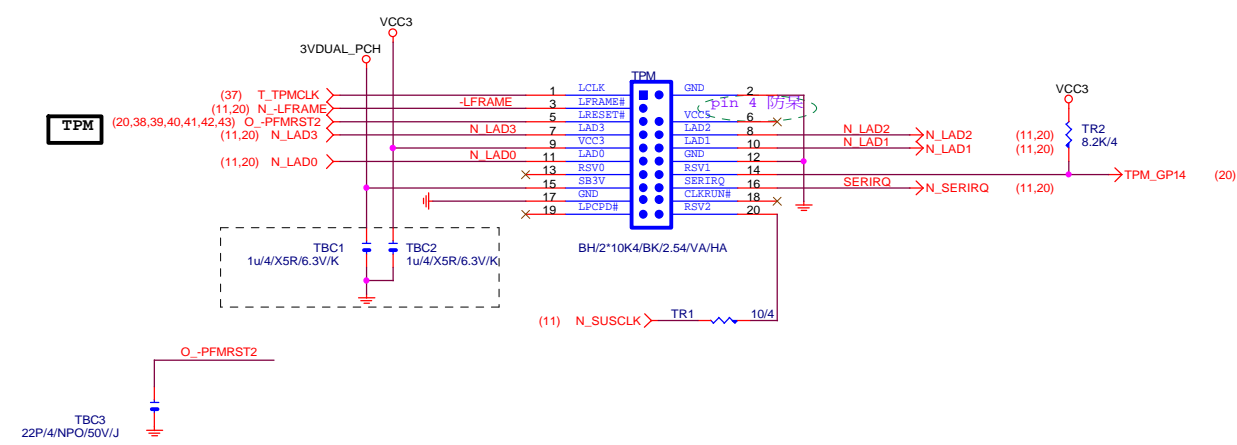 VCC3
3VDUAL_PCH
TPM
(37) T_TPMCLK 1 LCLK GND 2
(11,20) N_-LFRAME -LFRAME 3 LFRAME# pin 4 防呆
VCC3
TPM
(20,38,39,40,41,42,43) O_-PFMRST2 5 LRESET# VCC5 6
(11,20) N_LAD3 N_LAD3 7 LAD3 LAD2 8 N_LAD2 N_LAD2 (11,20)
TR2
8.2K/4
9 VCC3 LAD1 10 N_LAD1 N_LAD1 (11,20)
(11,20) N_LAD0 N_LAD0 11 LAD0 GND 12
13 RSV0 RSV1 14 TPM_GP14 (20)
15 SB3V SERIRQ 16 SERIRQ N_SERIRQ (11,20)
17 GND CLKRUN# 18
19 LPCPD# RSV2 20
BH/2*10K4/BK/2.54/VA/HA
TBC1
1u/4/X5R/6.3V/K
TBC2
1u/4/X5R/6.3V/K
(11) N_SUSCLK TR1 10/4
O_-PFMRST2
TBC3
22P/4/NPO/50V/J